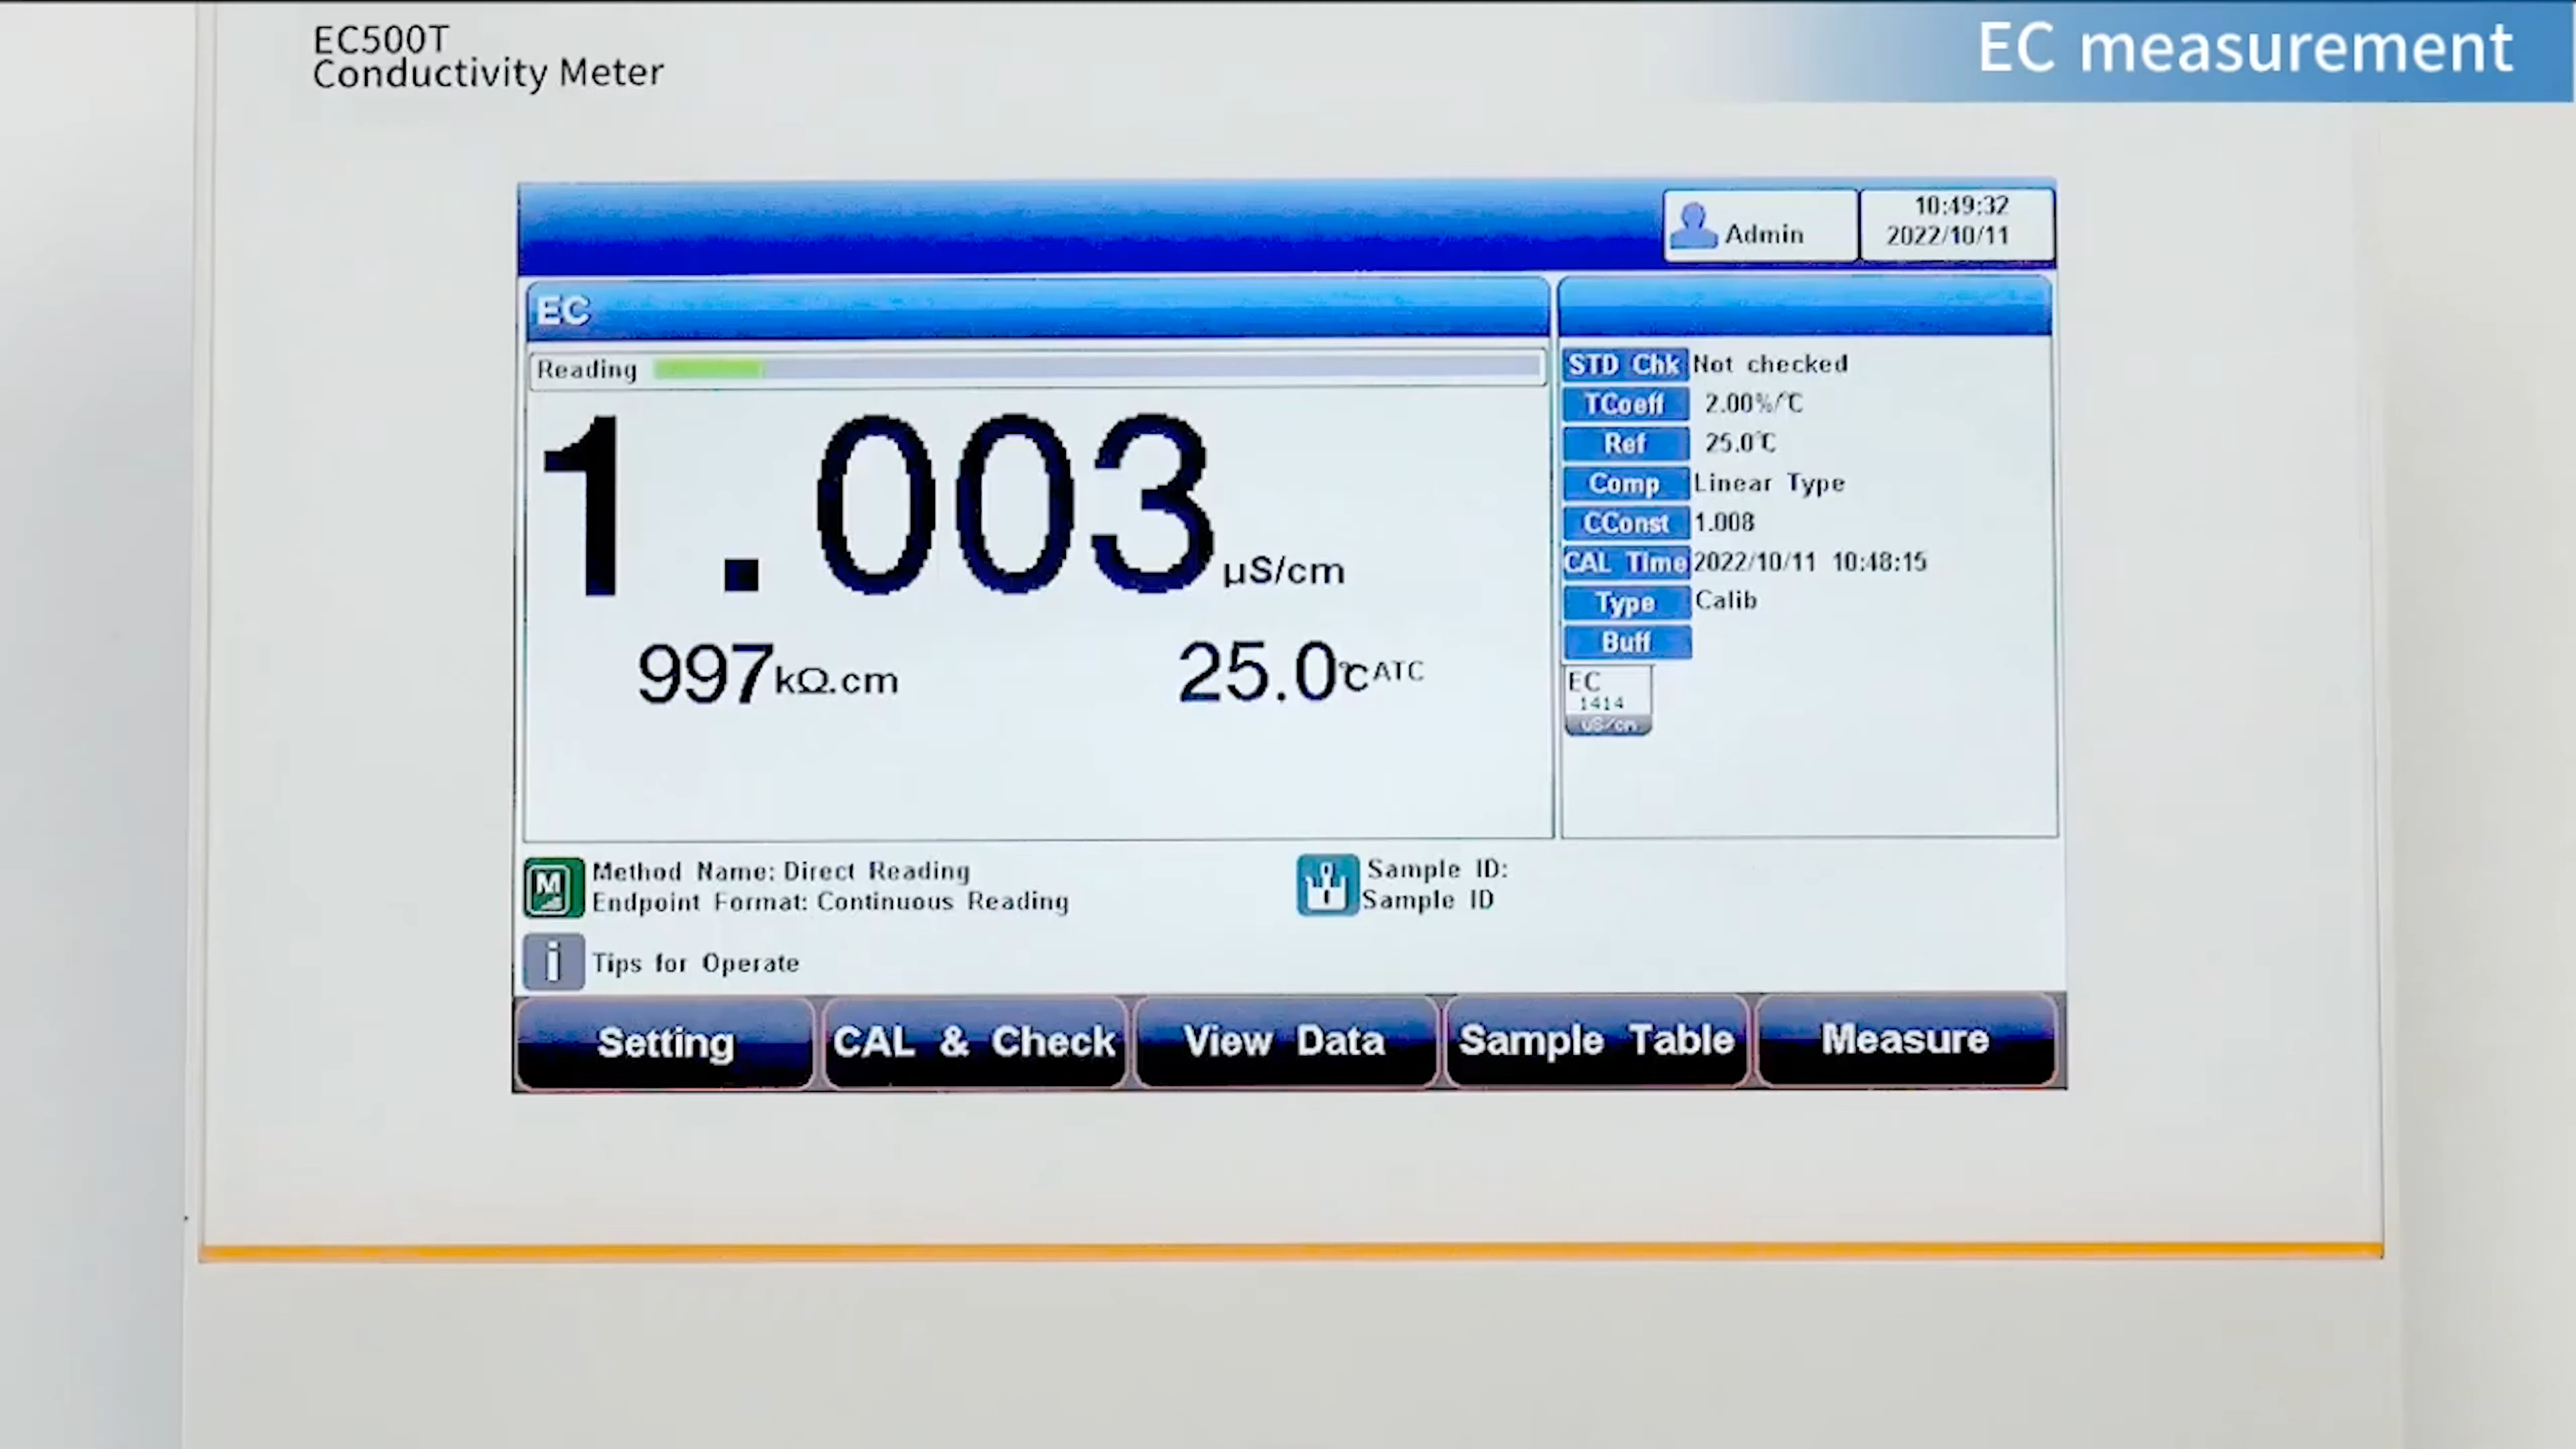 EC500T
Conductivity Meter
EC measurement
Admin
10:49:32
2022/10/11
EC
Reading
1.003 µS/cm
997 kΩ.cm
25.0 ℃ ATC
STD Chk Not checked
TCoeff 2.00%/℃
Ref 25.0℃
Comp Linear Type
CConst 1.008
CAL Time 2022/10/11 10:48:15
Type Calib
Buff
EC
1414
uS/cm
M
Method Name: Direct Reading
Endpoint Format: Continuous Reading
Sample ID:
Sample ID
i
Tips for Operate
Setting
CAL & Check
View Data
Sample Table
Measure